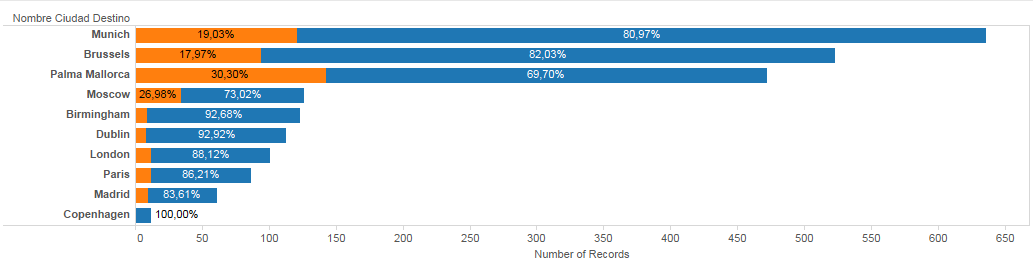 Nombre Ciudad Destino
Munich 19,03% 80,97%
Brussels 17,97% 82,03%
Palma Mallorca 30,30% 69,70%
Moscow 26,98% 73,02%
Birmingham 92,68%
Dublin 92,92%
London 88,12%
Paris 86,21%
Madrid 83,61%
Copenhagen 100,00%
0 50 100 150 200 250 300 350 400 450 500 550 600 650
Number of Records